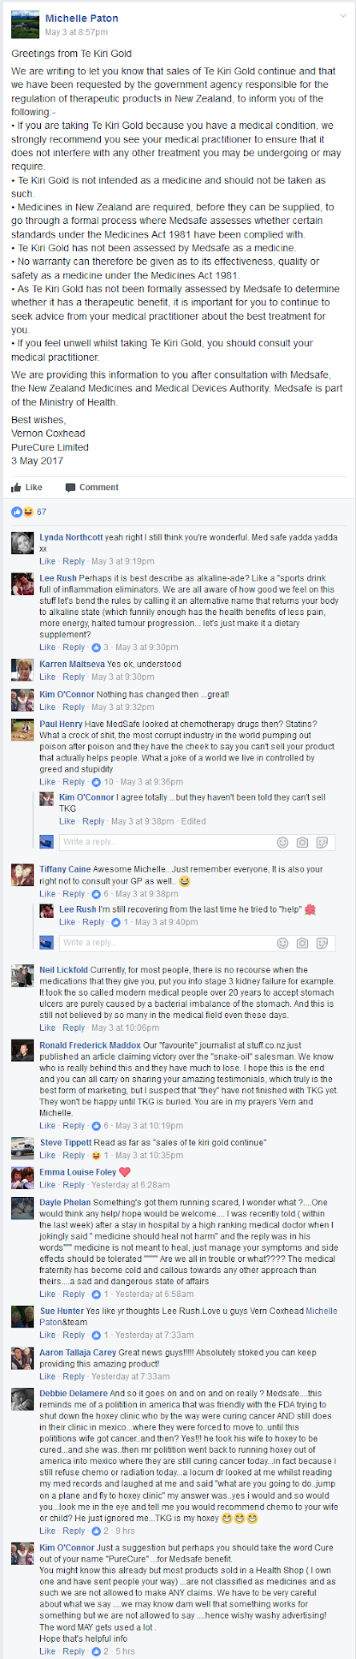 Michelle Paton
May 3 at 8:57pm
Greetings from Te Kiri Gold
We are writing to let you know that sales of Te Kiri Gold continue and that
we have been requested by the government agency responsible for the
regulation of therapeutic products in New Zealand, to inform you of the
following:-
• If you are taking Te Kiri Gold because you have a medical condition, we
strongly recommend you see your medical practitioner to ensure that it
does not interfere with any other treatment you may be undergoing or may
require.
• Te Kiri Gold is not intended as a medicine and should not be taken as
such.
• Medicines in New Zealand are required, before they can be supplied, to
go through a formal process where Medsafe assesses whether certain
standards under the Medicines Act 1981 have been complied with.
• Te Kiri Gold has not been assessed by Medsafe as a medicine.
• No warranty can therefore be given as to its effectiveness, quality or
safety as a medicine under the Medicines Act 1981.
• As Te Kiri Gold has not been formally assessed by Medsafe to determine
whether it has a therapeutic benefit, it is important for you to continue to
seek advice from your medical practitioner about the best treatment for
you.
• If you feel unwell whilst taking Te Kiri Gold, you should consult your
medical practitioner.
We are providing this information to you after consultation with Medsafe,
the New Zealand Medicines and Medical Devices Authority. Medsafe is part
of the Ministry of Health.
Best wishes,
Vernon Coxhead
PureCure Limited
3 May 2017
Like Comment
67
Lynda Northcott yeah right I still think you're wonderful. Med safe yadda yadda
xx
Like · Reply · May 3 at 9:19pm
Lee Rush Perhaps it is best describe as alkaline-ade? Like a "sports drink
full of inflammation eliminators. We are all aware of how good we feel on this
stuff let's bend the rules by calling it an alternative name that returns your body
to alkaline state (which funnily enough has the health benefits of less pain,
more energy, halted tumour progression... let's just make it a dietary
supplement?
Like · Reply · 3 · May 3 at 9:30pm
Karren Maitseva Yes ok, understood
Like · Reply · May 3 at 9:30pm
Kim O'Connor Nothing has changed then ...great!
Like · Reply · May 3 at 9:32pm
Paul Henry Have MedSafe looked at chemotherapy drugs then? Statins?
What a crock of shit, the most corrupt industry in the world pumping out
poison after poison and they have the cheek to say you can't sell your product
that actually helps people. What a joke of a world we live in controlled by
greed and stupidity
Like · Reply · 10 · May 3 at 9:36pm
Kim O'Connor I agree totally ...but they haven't been told they can't sell
TKG
Like · Reply · May 3 at 9:38pm · Edited
Write a reply...
Tiffany Caine Awesome Michelle.. Just remember everyone, It is also your
right not to consult your GP as well..
Like · Reply · 6 · May 3 at 9:38pm
Lee Rush I'm still recovering from the last time he tried to "help"
Like · Reply · 1 · May 3 at 9:40pm
Write a reply...
Neil Lickfold Currently, for most people, there is no recourse when the
medications that they give you, put you into stage 3 kidney failure for example.
It took the so called modern medical people over 20 years to accept stomach
ulcers are purely caused by a bacterial imbalance of the stomach. And this is
still not believed by so many in the medical field even these days.
Like · Reply · May 3 at 10:06pm
Ronald Frederick Maddox Our "favourite" journalist at stuff.co.nz just
published an article claiming victory over the "snake-oil" salesman. We know
who is really behind this and they have much to lose. I hope this is the end
and you can all carry on sharing your amazing testimonials, which truly is the
best form of marketing, but I suspect that "they" have not finished with TKG yet.
They won't be happy until TKG is buried. You are in my prayers Vern and
Michelle.
Like · Reply · 6 · May 3 at 10:19pm
Steve Tippett Read as far as "sales of te kiri gold continue"
Like · Reply · 1 · May 3 at 10:35pm
Emma Louise Foley
Like · Reply · Yesterday at 6:28am
Dayle Phelan Something's got them running scared, I wonder what ?....One
would think any help/ hope would be welcome.... I was recently told ( within
the last week) after a stay in hospital by a high ranking medical doctor when I
jokingly said " medicine should heal not harm" and the reply was in his
words"""" medicine is not meant to heal, just manage your symptoms and side
effects should be tolerated """"" Are we all in trouble or what???? The medical
fraternity has become cold and callous towards any other approach than
theirs....a sad and dangerous state of affairs
Like · Reply · 1 · Yesterday at 6:58am
Sue Hunter Yes like yr thoughts Lee Rush.Love u guys Vern Coxhead Michelle
Paton&team
Like · Reply · 1 · Yesterday at 7:33am
Aaron Tallaja Carey Great news guys!!!!! Absolutely stoked you can keep
providing this amazing product!
Like · Reply · Yesterday at 7:33am
Debbie Delamere And so it goes on and on and on really ? Medsafe....this
reminds me of a politition in america that was friendly with the FDA trying to
shut down the hoxey clinic who by the way were curing cancer AND still does
in their clinic in mexico...where they were forced to move to..until this
polititions wife got cancer..and then? Yes!!! he took his wife to hoxey to be
cured...and she was..then mr polition went back to running hoxey out of
america into mexico where they are still curing cancer today...in fact because i
still refuse chemo or radiation today...a locum dr looked at me whilst reading
my med records and laughed at me and said "what are you going to do..jump
on a plane and fly to hoxey clinic" my answer was...yes i would and so would
you...look me in the eye and tell me you would recommend chemo to your wife
or child? He just ignored me...TKG is my hoxey
Like · Reply · 2 · 9 hrs
Kim O'Connor Just a suggestion but perhaps you should take the word Cure
out of your name "PureCure" ...for Medsafe benefit.
You might know this already but most products sold in a Health Shop ( I own
one and have sent people your way) ...are not classified as medicines and as
such we are not allowed to make ANY claims. We have to be very careful
about what we say ....we may know darn well that something works for
something but we are not allowed to say ....hence wishy washy advertising!
The word MAY gets used a lot .
Hope that's helpful info
Like · Reply · 2 · 5 hrs